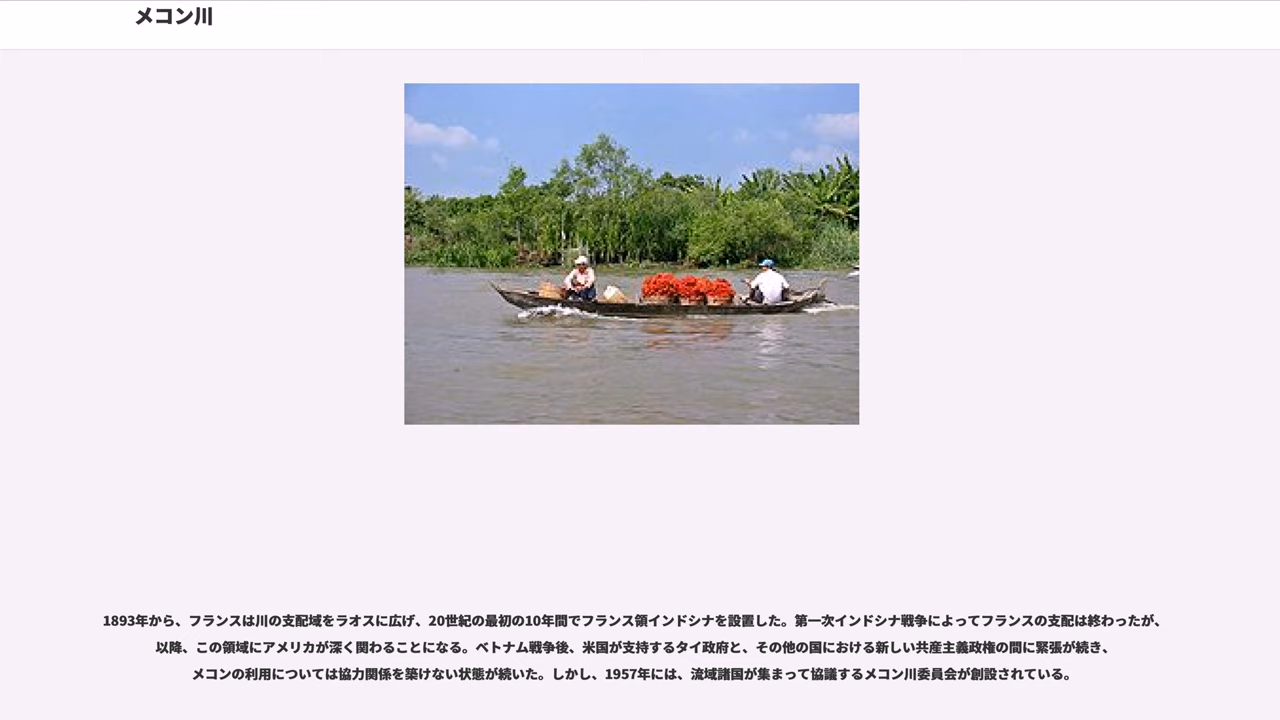 メコン川
1893年から、フランスは川の支配域をラオスに広げ、20世紀の最初の10年間でフランス領インドシナを設置した。第一次インドシナ戦争によってフランスの支配は終わったが、
以降、この領域にアメリカが深く関わることになる。ベトナム戦争後、米国が支持するタイ政府と、その他の国における新しい共産主義政権の間に緊張が続き、
メコンの利用については協力関係を築けない状態が続いた。しかし、1957年には、流域諸国が集まって協議するメコン川委員会が創設されている。